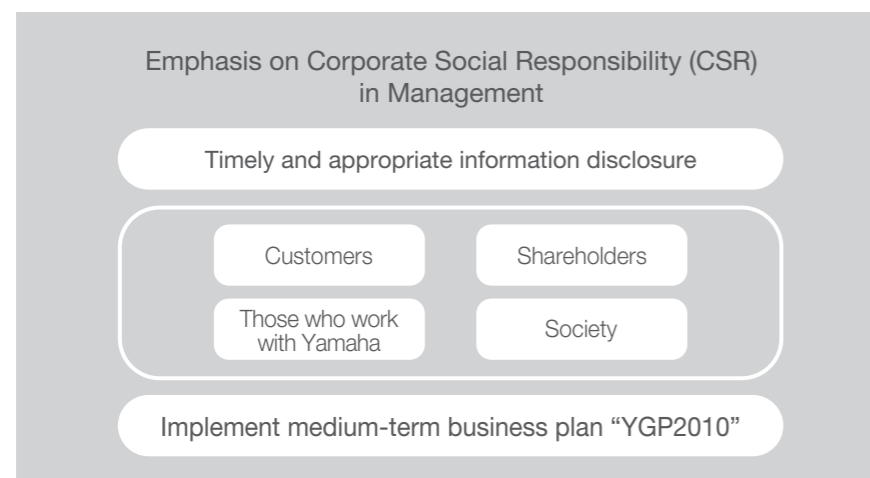 Emphasis on Corporate Social Responsibility (CSR)
in Management
Timely and appropriate information disclosure
Customers
Shareholders
Those who work
with Yamaha
Society
Implement medium-term business plan “YGP2010”